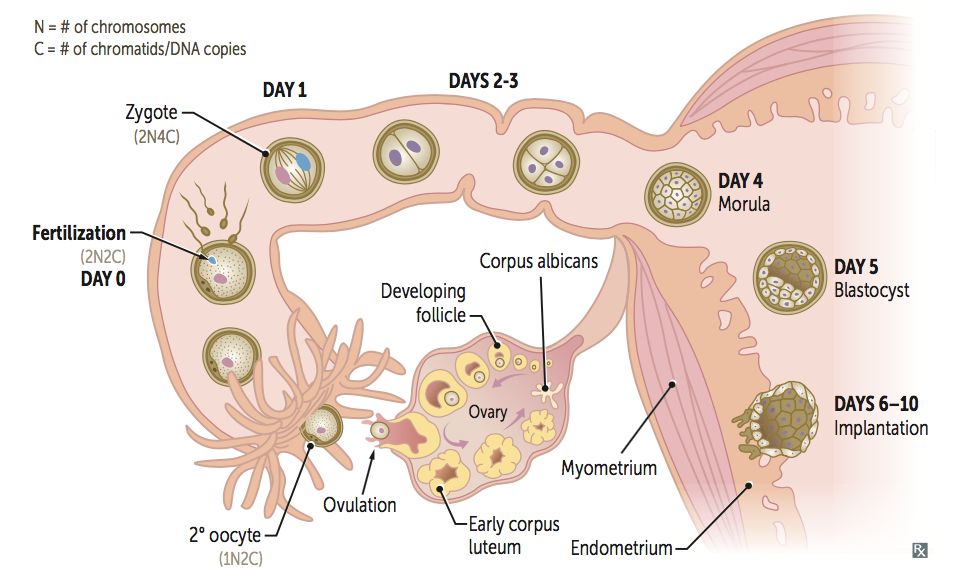 N = # of chromosomes
C = # of chromatids/DNA copies
DAY 1
DAYS 2-3
Zygote
(2N4C)
DAY 4
Morula
Fertilization
(2N2C)
DAY 0
Corpus albicans
DAY 5
Blastocyst
Developing
follicle
Ovary
DAYS 6–10
Implantation
Myometrium
Ovulation
2° oocyte
(1N2C)
Early corpus
luteum
Endometrium
Rx